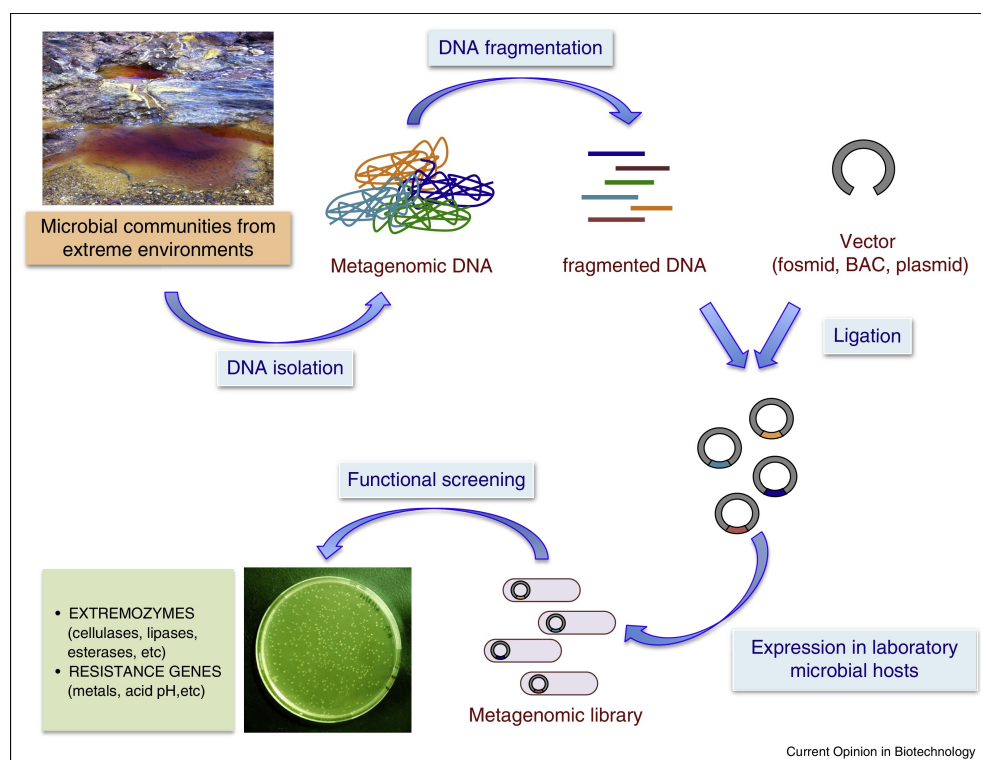 DNA fragmentation
Microbial communities from
extreme environments
Metagenomic DNA
fragmented DNA
Vector
(fosmid, BAC, plasmid)
DNA isolation
Ligation
Functional screening
• EXTREMOZYMES
(cellulases, lipases,
esterases, etc)
• RESISTANCE GENES
(metals, acid pH,etc)
Expression in laboratory
microbial hosts
Metagenomic library
Current Opinion in Biotechnology